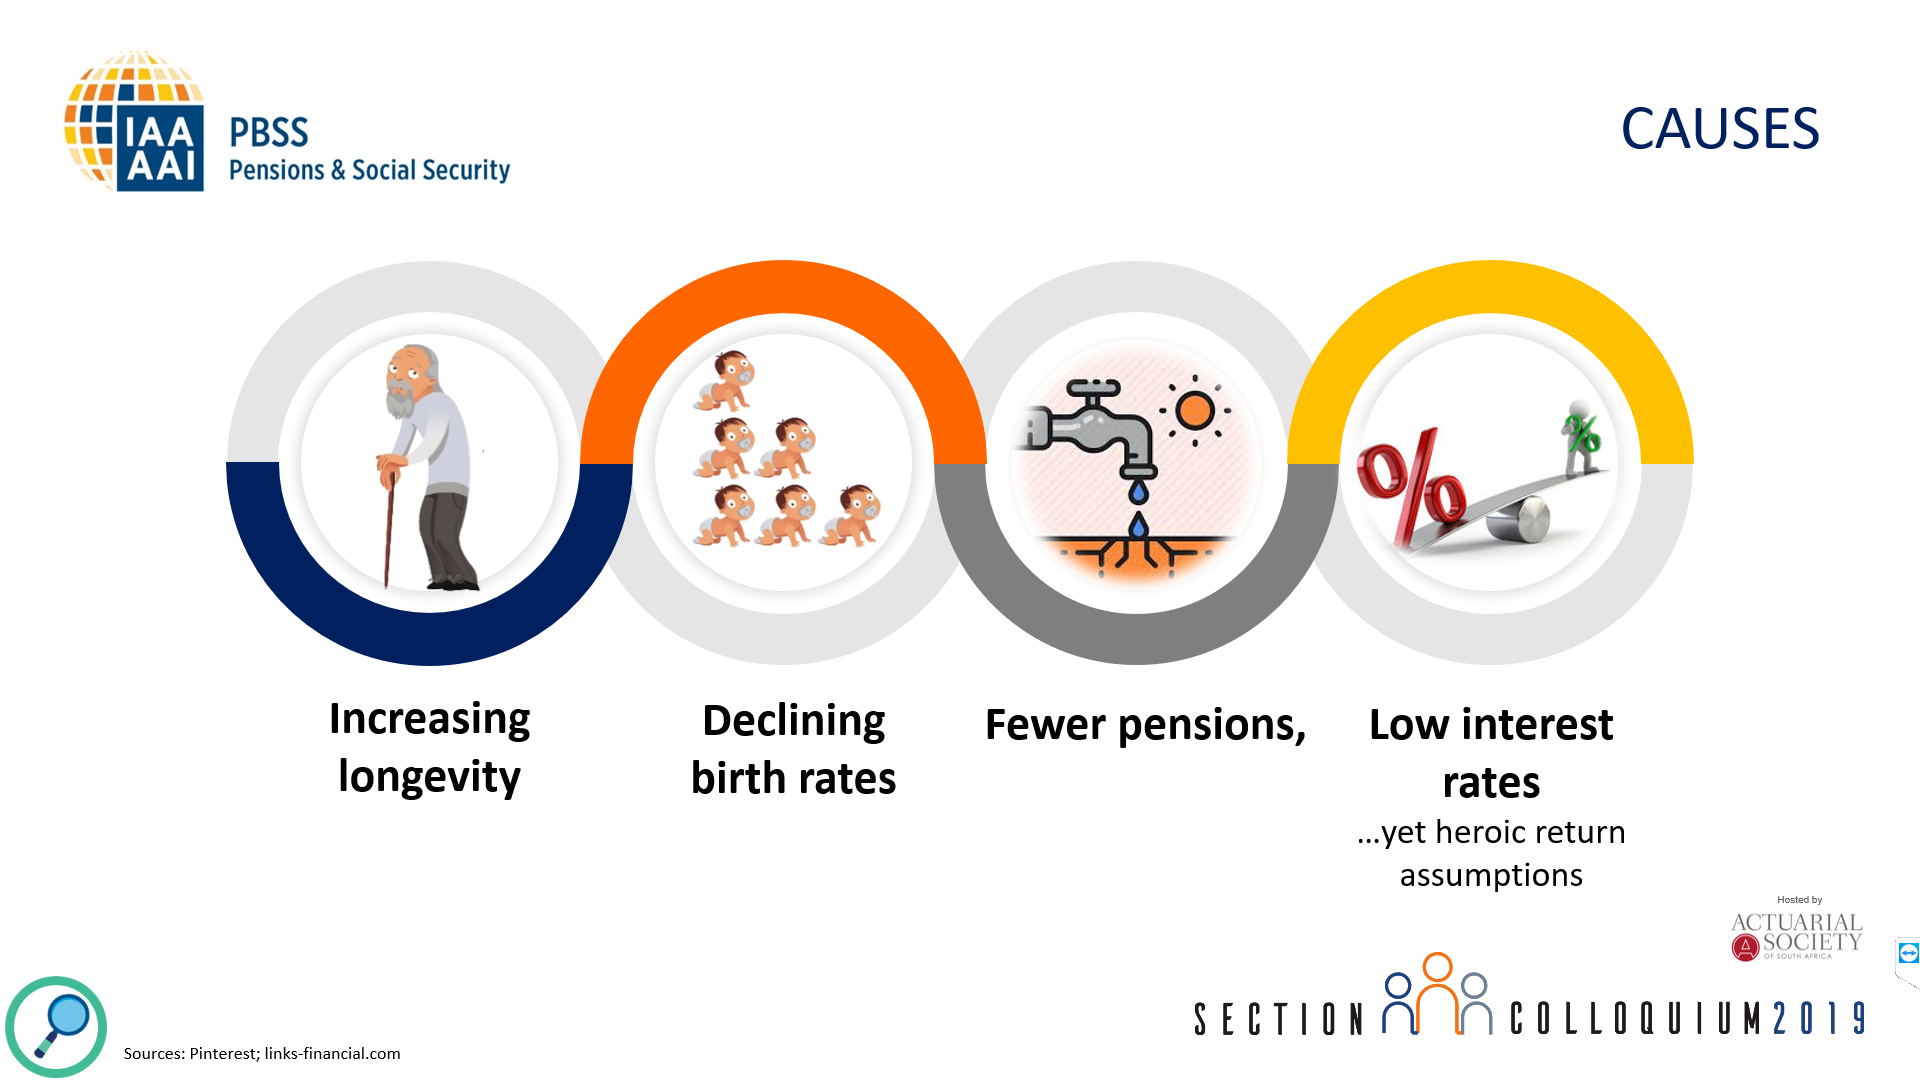 IAA
AAI
PBSS
Pensions & Social Security
CAUSES
Increasing
longevity
Declining
birth rates
Fewer pensions,
Low interest
rates
...yet heroic return
assumptions
Hosted by
ACTUARIAL
SOCIETY
OF SOUTH AFRICA
SECTION COLLOQUIUM2019
Sources: Pinterest; links-financial.com